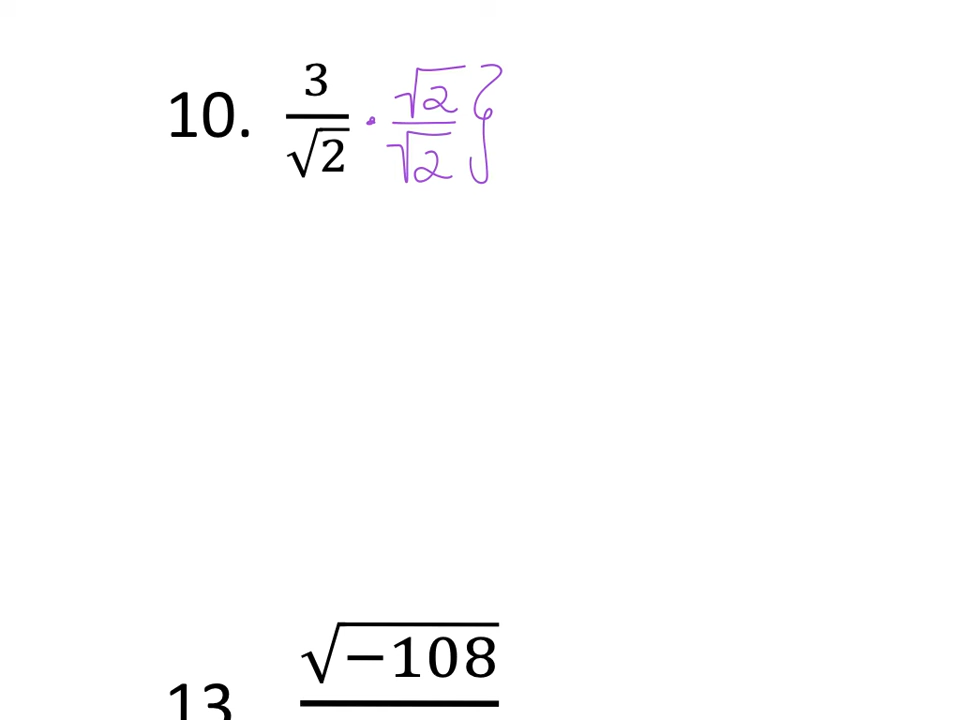 10. 3/√2 · √2/√2 }
13. √-108